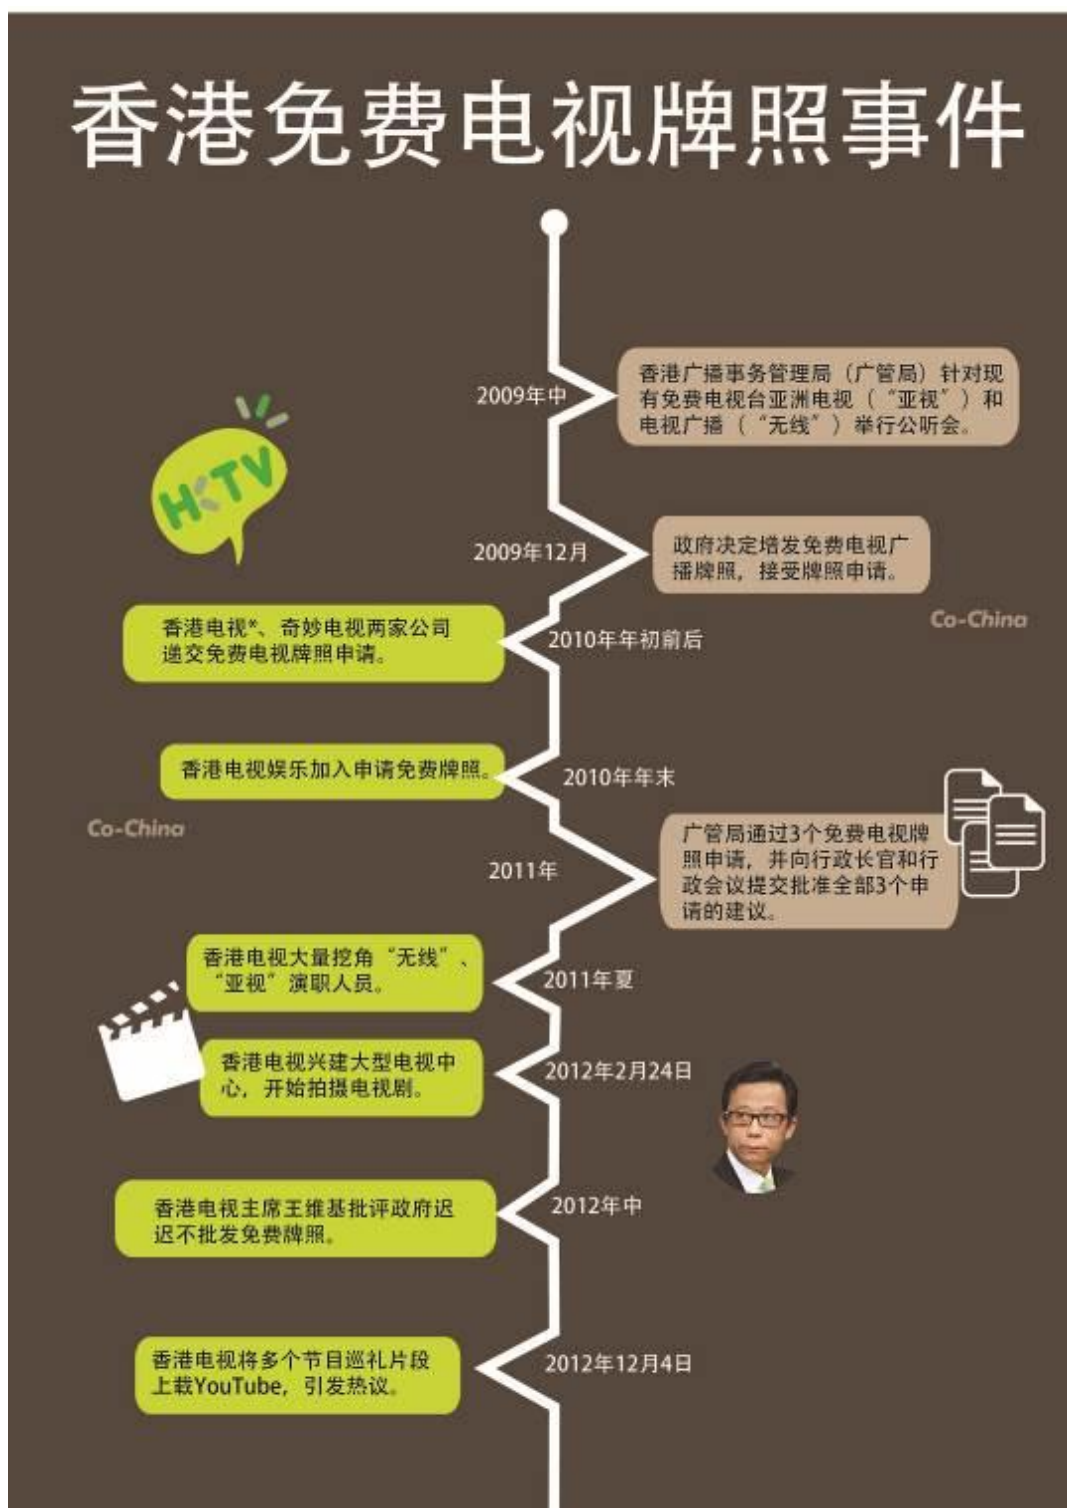 香港免费电视牌照事件
2009年中
香港广播事务管理局（广管局）针对现
有免费电视台亚洲电视（“亚视”）和
电视广播（“无线”）举行公听会。
HKTV
2009年12月
政府决定增发免费电视广
播牌照，接受牌照申请。
Co-China
香港电视*、奇妙电视两家公司
递交免费电视牌照申请。
2010年年初前后
香港电视娱乐加入申请免费牌照。
2010年年末
Co-China
2011年
广管局通过3个免费电视牌
照申请，并向行政长官和行
政会议提交批准全部3个申
请的建议。
香港电视大量挖角“无线”、
“亚视”演职人员。
2011年夏
香港电视兴建大型电视中
心，开始拍摄电视剧。
2012年2月24日
香港电视主席王维基批评政府迟
迟不批发免费牌照。
2012年中
香港电视将多个节目巡礼片段
上载YouTube，引发热议。
2012年12月4日